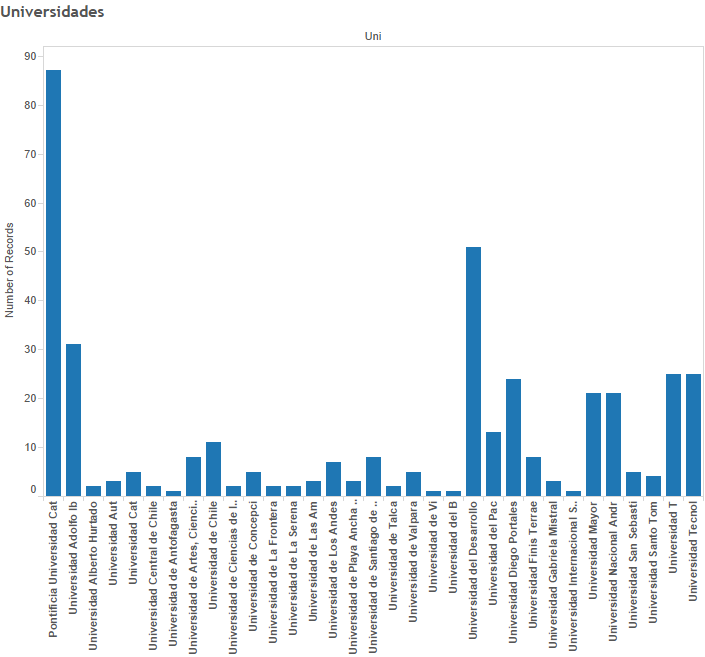 Universidades
Uni
Number of Records
90
80
70
60
50
40
30
20
10
0
Pontificia Universidad Cat
Universidad Adolfo Ib
Universidad Alberto Hurtado
Universidad Aut
Universidad Cat
Universidad Central de Chile
Universidad de Antofagasta
Universidad de Artes, Cienci..
Universidad de Chile
Universidad de Ciencias de l..
Universidad de Concepci
Universidad de La Frontera
Universidad de La Serena
Universidad de Las Am
Universidad de Los Andes
Universidad de Playa Ancha ..
Universidad de Santiago de ..
Universidad de Talca
Universidad de Valpara
Universidad de Vi
Universidad del B
Universidad del Desarrollo
Universidad del Pac
Universidad Diego Portales
Universidad Finis Terrae
Universidad Gabriela Mistral
Universidad Internacional S..
Universidad Mayor
Universidad Nacional Andr
Universidad San Sebasti
Universidad Santo Tom
Universidad T
Universidad Tecnol